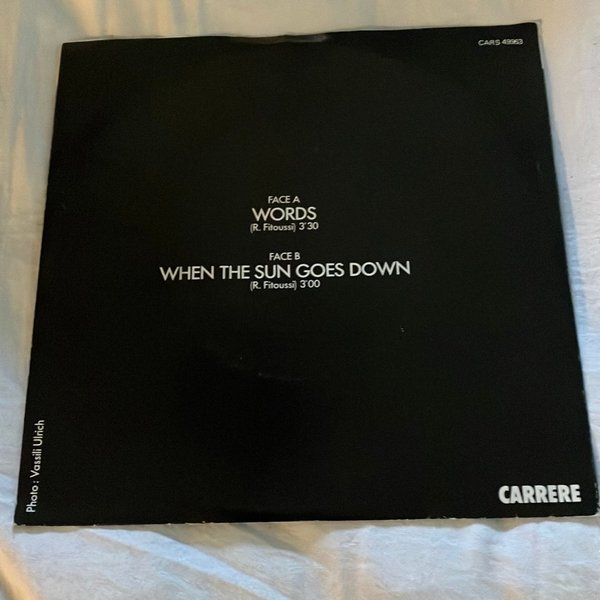 CARS 49963
FACE A
WORDS
(R. Fitoussi) 3'30
FACE B
WHEN THE SUN GOES DOWN
(R. Fitoussi) 3'00
Photo : Vassili Ulrich
CARRERE